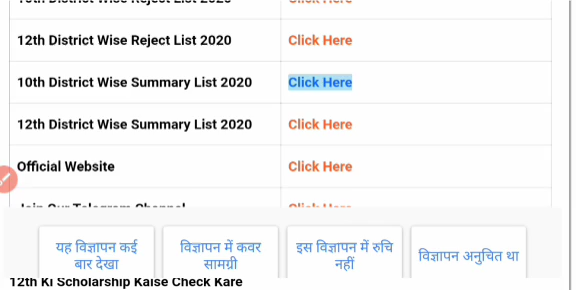 12th District Wise Reject List 2020 Click Here
10th District Wise Summary List 2020 Click Here
12th District Wise Summary List 2020 Click Here
Official Website Click Here
यह विज्ञापन कई
बार देखा
विज्ञापन में कवर
सामग्री
इस विज्ञापन में रुचि
नहीं
विज्ञापन अनुचित था
12th Ki Scholarship Kaise Check Kare